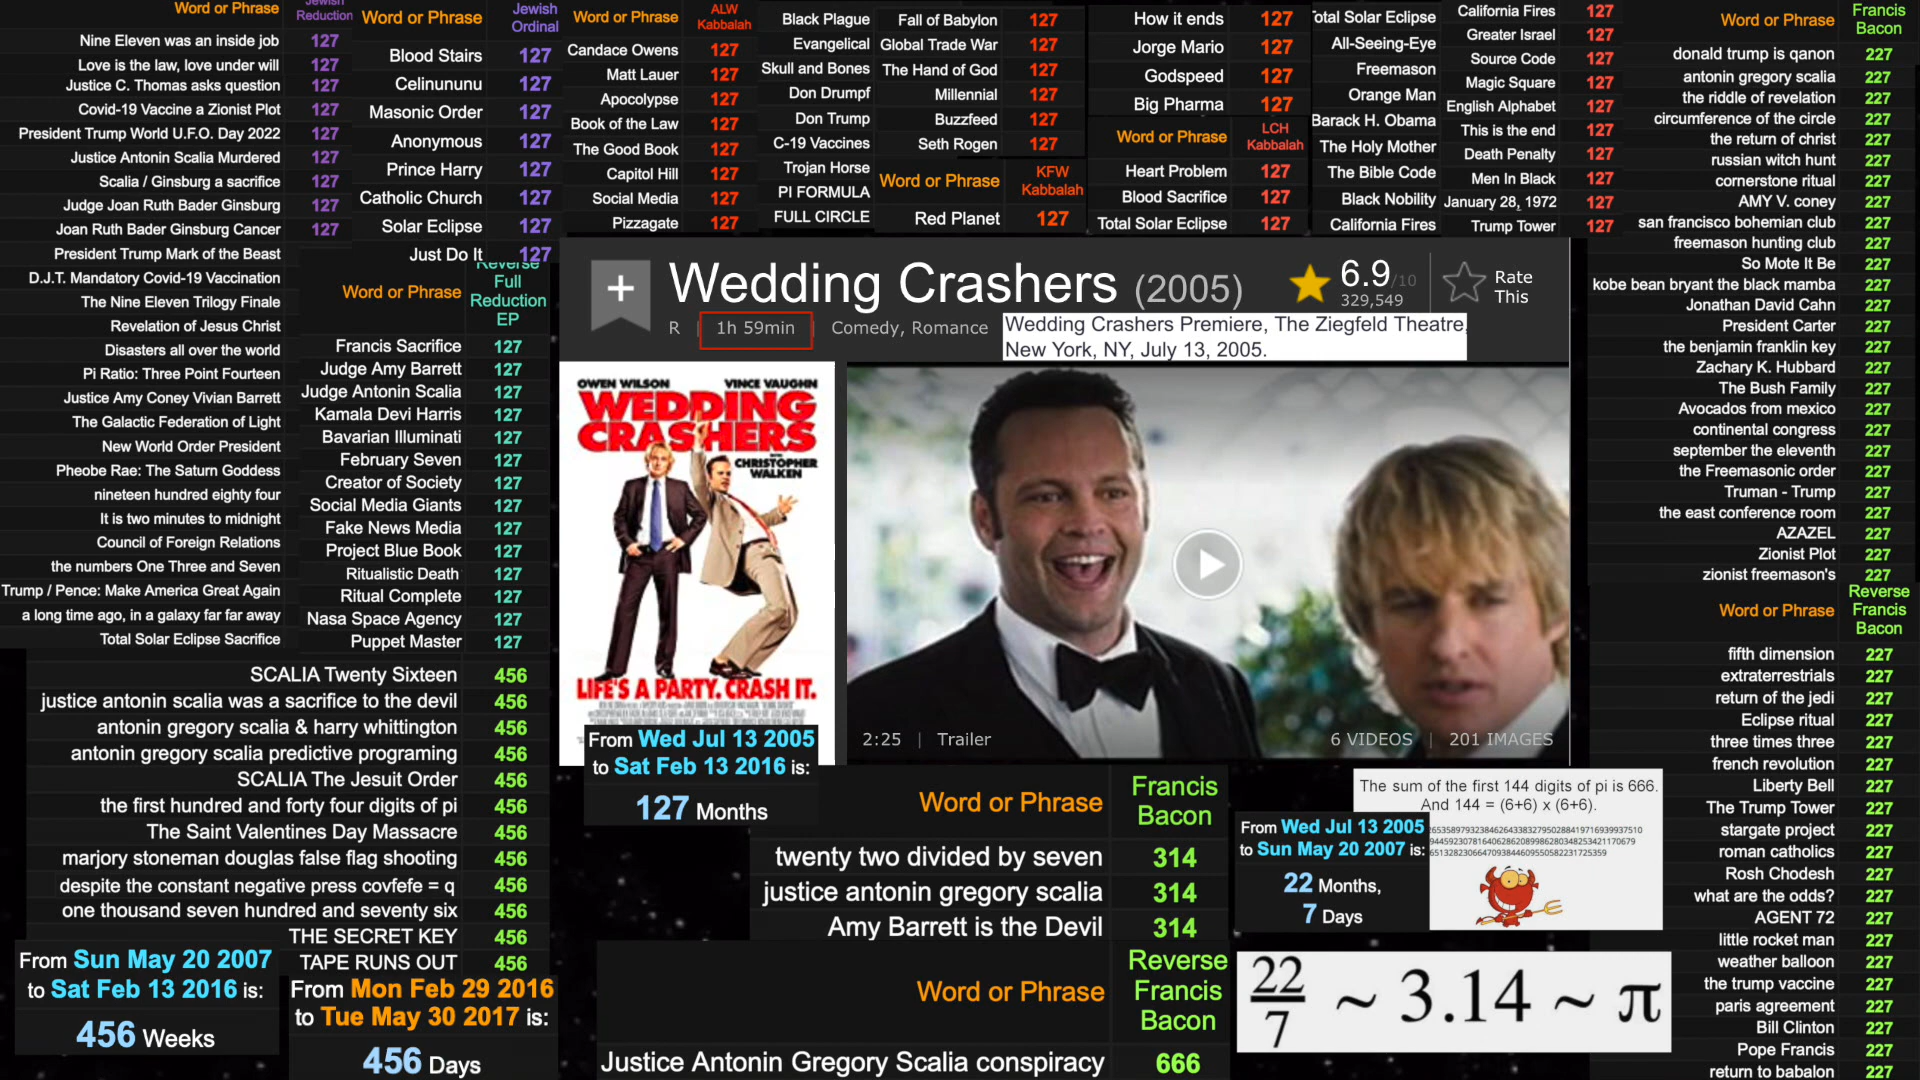 Word or Phrase
Jewish Reduction
Nine Eleven was an inside job 127
Love is the law, love under will 127
Justice C. Thomas asks question 127
Covid-19 Vaccine a Zionist Plot 127
President Trump World U.F.O. Day 2022 127
Justice Antonin Scalia Murdered 127
Scalia / Ginsburg a sacrifice 127
Judge Joan Ruth Bader Ginsburg 127
Joan Ruth Bader Ginsburg Cancer 127
President Trump Mark of the Beast
D.J.T. Mandatory Covid-19 Vaccination
The Nine Eleven Trilogy Finale
Revelation of Jesus Christ
Disasters all over the world
Pi Ratio: Three Point Fourteen
Justice Amy Coney Vivian Barrett
The Galactic Federation of Light
New World Order President
Pheobe Rae: The Saturn Goddess
nineteen hundred eighty four
It is two minutes to midnight
Council of Foreign Relations
the numbers One Three and Seven
Trump / Pence: Make America Great Again
a long time ago, in a galaxy far far away
Total Solar Eclipse Sacrifice
Word or Phrase
Jewish Ordinal
Blood Stairs 127
Celinununu 127
Masonic Order 127
Anonymous 127
Prince Harry 127
Catholic Church 127
Solar Eclipse 127
Just Do It 127
Word or Phrase
Reverse Full Reduction EP
Francis Sacrifice 127
Judge Amy Barrett 127
Judge Antonin Scalia 127
Kamala Devi Harris 127
Bavarian Illuminati 127
February Seven 127
Creator of Society 127
Social Media Giants 127
Fake News Media 127
Project Blue Book 127
Ritualistic Death 127
Ritual Complete 127
Nasa Space Agency 127
Puppet Master 127
SCALIA Twenty Sixteen 456
justice antonin scalia was a sacrifice to the devil 456
antonin gregory scalia & harry whittington 456
antonin gregory scalia predictive programing 456
SCALIA The Jesuit Order 456
the first hundred and forty four digits of pi 456
The Saint Valentines Day Massacre 456
marjory stoneman douglas false flag shooting 456
despite the constant negative press covfefe = q 456
one thousand seven hundred and seventy six 456
THE SECRET KEY 456
TAPE RUNS OUT 456
From Sun May 20 2007
to Sat Feb 13 2016 is:
456 Weeks
From Mon Feb 29 2016
to Tue May 30 2017 is:
456 Days
Word or Phrase
ALW Kabbalah
Candace Owens 127
Matt Lauer 127
Apocolypse 127
Book of the Law 127
The Good Book 127
Capitol Hill 127
Social Media 127
Pizzagate 127
Black Plague
Evangelical
Skull and Bones
Don Drumpf
Don Trump
C-19 Vaccines
Trojan Horse
PI FORMULA
FULL CIRCLE
Fall of Babylon 127
Global Trade War 127
The Hand of God 127
Millennial 127
Buzzfeed 127
Seth Rogen 127
Word or Phrase
KFW Kabbalah
Red Planet 127
How it ends 127
Jorge Mario 127
Godspeed 127
Big Pharma 127
Word or Phrase
LCH Kabbalah
Heart Problem 127
Blood Sacrifice 127
Total Solar Eclipse 127
Total Solar Eclipse
All-Seeing-Eye
Freemason
Orange Man
Barack H. Obama
The Holy Mother
The Bible Code
Black Nobility
California Fires
California Fires 127
Greater Israel 127
Source Code 127
Magic Square 127
English Alphabet 127
This is the end 127
Death Penalty 127
Men In Black 127
January 28, 1972 127
Trump Tower 127
+
Wedding Crashers (2005)
6.9/10
329,549
Rate This
R | 1h 59min | Comedy, Romance
Wedding Crashers Premiere, The Ziegfeld Theatre,
New York, NY, July 13, 2005.
OWEN WILSON VINCE VAUGHN
WEDDING
CRASHERS
WITH
CHRISTOPHER
WALKEN
LIFE'S A PARTY. CRASH IT.
2:25 | Trailer
6 VIDEOS | 201 IMAGES
From Wed Jul 13 2005
to Sat Feb 13 2016 is:
127 Months
Word or Phrase
Francis Bacon
twenty two divided by seven 314
justice antonin gregory scalia 314
Amy Barrett is the Devil 314
Word or Phrase
Reverse Francis Bacon
Justice Antonin Gregory Scalia conspiracy 666
The sum of the first 144 digits of pi is 666.
And 144 = (6+6) x (6+6).
From Wed Jul 13 2005
to Sun May 20 2007 is:
22 Months,
7 Days
22/7 ~ 3.14 ~ π
Word or Phrase
Francis Bacon
donald trump is qanon 227
antonin gregory scalia 227
the riddle of revelation 227
circumference of the circle 227
the return of christ 227
russian witch hunt 227
cornerstone ritual 227
AMY V. coney 227
san francisco bohemian club 227
freemason hunting club 227
So Mote It Be 227
kobe bean bryant the black mamba 227
Jonathan David Cahn 227
President Carter 227
the benjamin franklin key 227
Zachary K. Hubbard 227
The Bush Family 227
Avocados from mexico 227
continental congress 227
september the eleventh 227
the Freemasonic order 227
Truman - Trump 227
the east conference room 227
AZAZEL 227
Zionist Plot 227
zionist freemason's 227
Word or Phrase
Reverse Francis Bacon
fifth dimension 227
extraterrestrials 227
return of the jedi 227
Eclipse ritual 227
three times three 227
french revolution 227
Liberty Bell 227
The Trump Tower 227
stargate project 227
roman catholics 227
Rosh Chodesh 227
what are the odds? 227
AGENT 72 227
little rocket man 227
weather balloon 227
the trump vaccine 227
paris agreement 227
Bill Clinton 227
Pope Francis 227
return to babalon 227